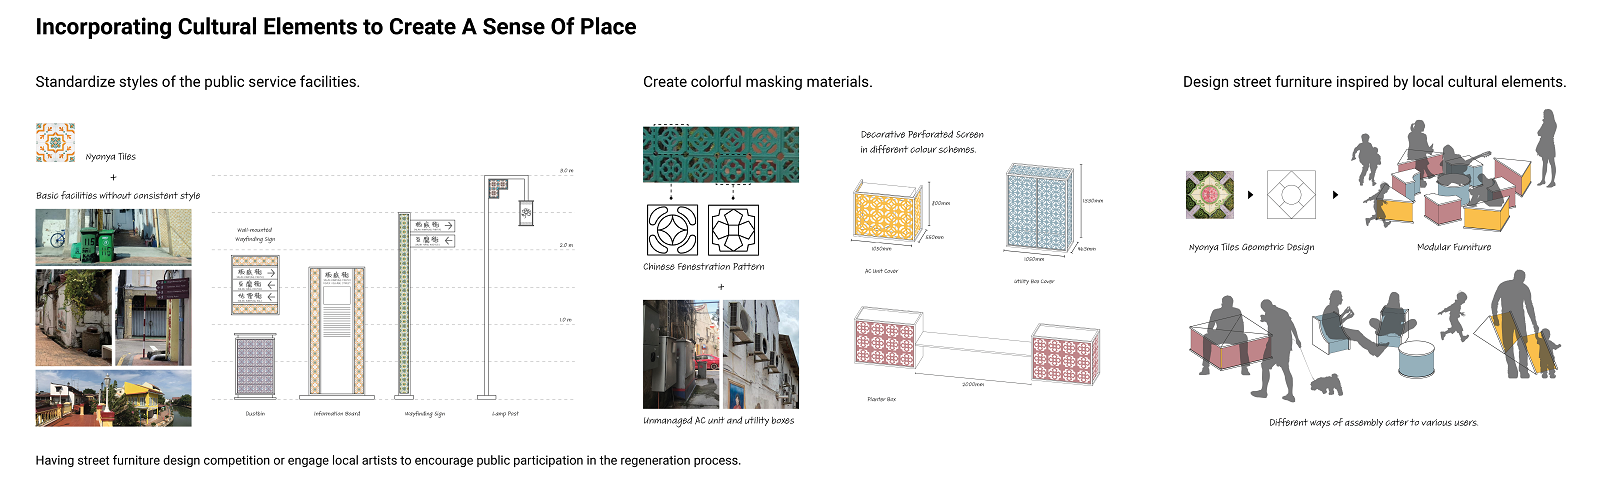 Incorporating Cultural Elements to Create A Sense Of Place
Standardize styles of the public service facilities.
Nyonya Tiles
+
Basic facilities without consistent style
Wall-mounted
Wayfinding Sign
3.0 m
2.0 m
1.0 m
Dustbin
Information Board
Wayfinding Sign
Lamp Post
Create colorful masking materials.
Chinese Fenestration Pattern
+
Unmanaged AC unit and utility boxes
Decorative Perforated Screen
in different colour schemes.
800mm
550mm
1050mm
AC Unit Cover
1330mm
1050mm
Utility Box Cover
2000mm
Planter Box
Design street furniture inspired by local cultural elements.
Nyonya Tiles Geometric Design
Modular Furniture
Different ways of assembly cater to various users.
Having street furniture design competition or engage local artists to encourage public participation in the regeneration process.